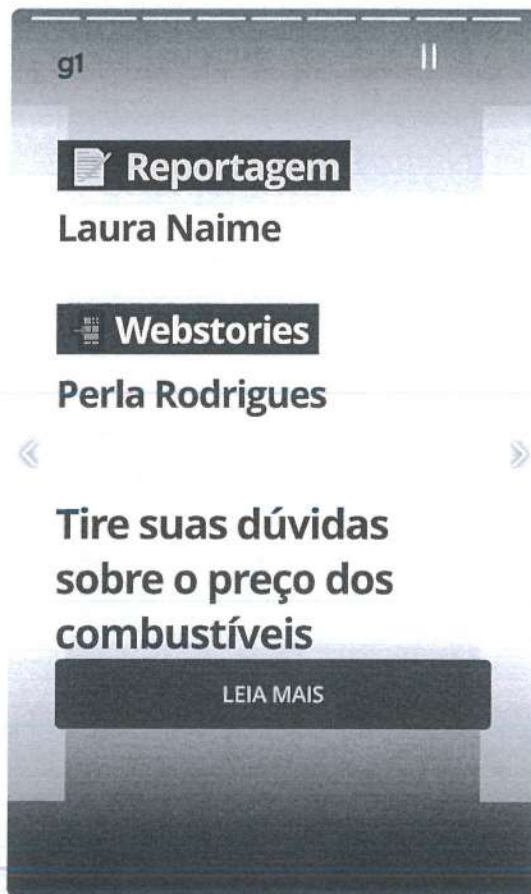 g1
Reportagem
Laura Naime
Webstories
Perla Rodrigues
Tire suas dúvidas
sobre o preço dos
combustíveis
LEIA MAIS